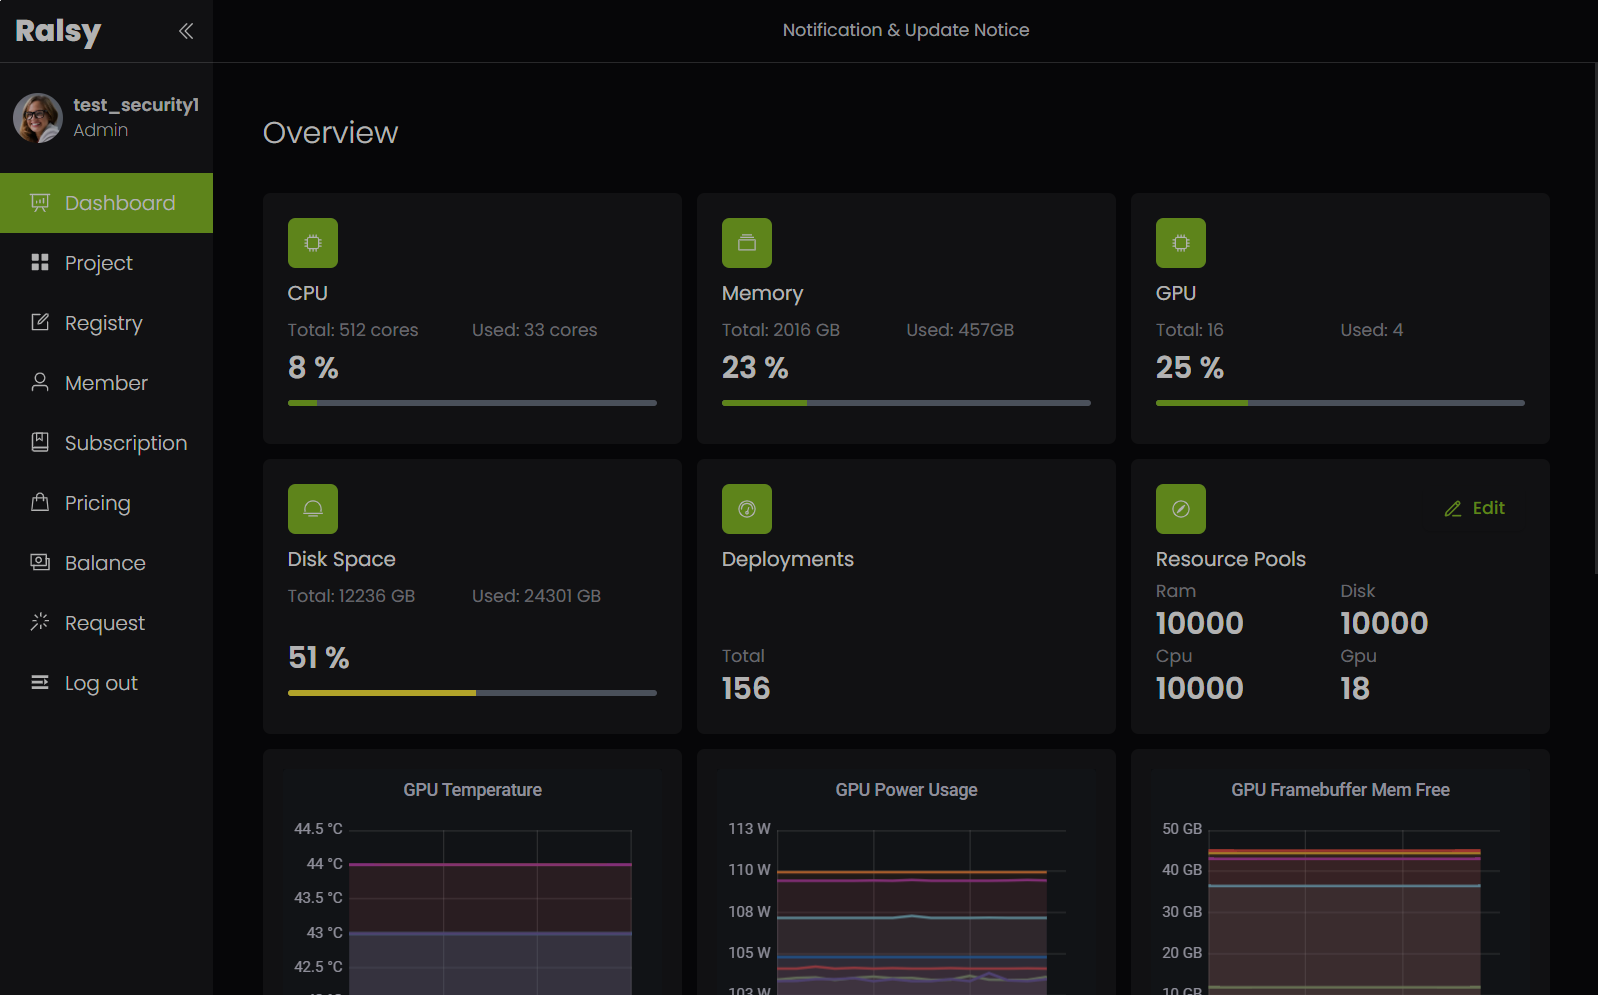 Ralsy
Notification & Update Notice
test_security1
Admin
Dashboard
Project
Registry
Member
Subscription
Pricing
Balance
Request
Log out
Overview
CPU
Total: 512 cores Used: 33 cores
8 %
Memory
Total: 2016 GB Used: 457GB
23 %
GPU
Total: 16 Used: 4
25 %
Disk Space
Total: 12236 GB Used: 24301 GB
51 %
Deployments
Total
156
Edit
Resource Pools
Ram Disk
10000 10000
Cpu Gpu
10000 18
GPU Temperature
44.5 °C
44 °C
43.5 °C
43 °C
42.5 °C
GPU Power Usage
113 W
110 W
108 W
105 W
103 W
GPU Framebuffer Mem Free
50 GB
40 GB
30 GB
20 GB
10 GB